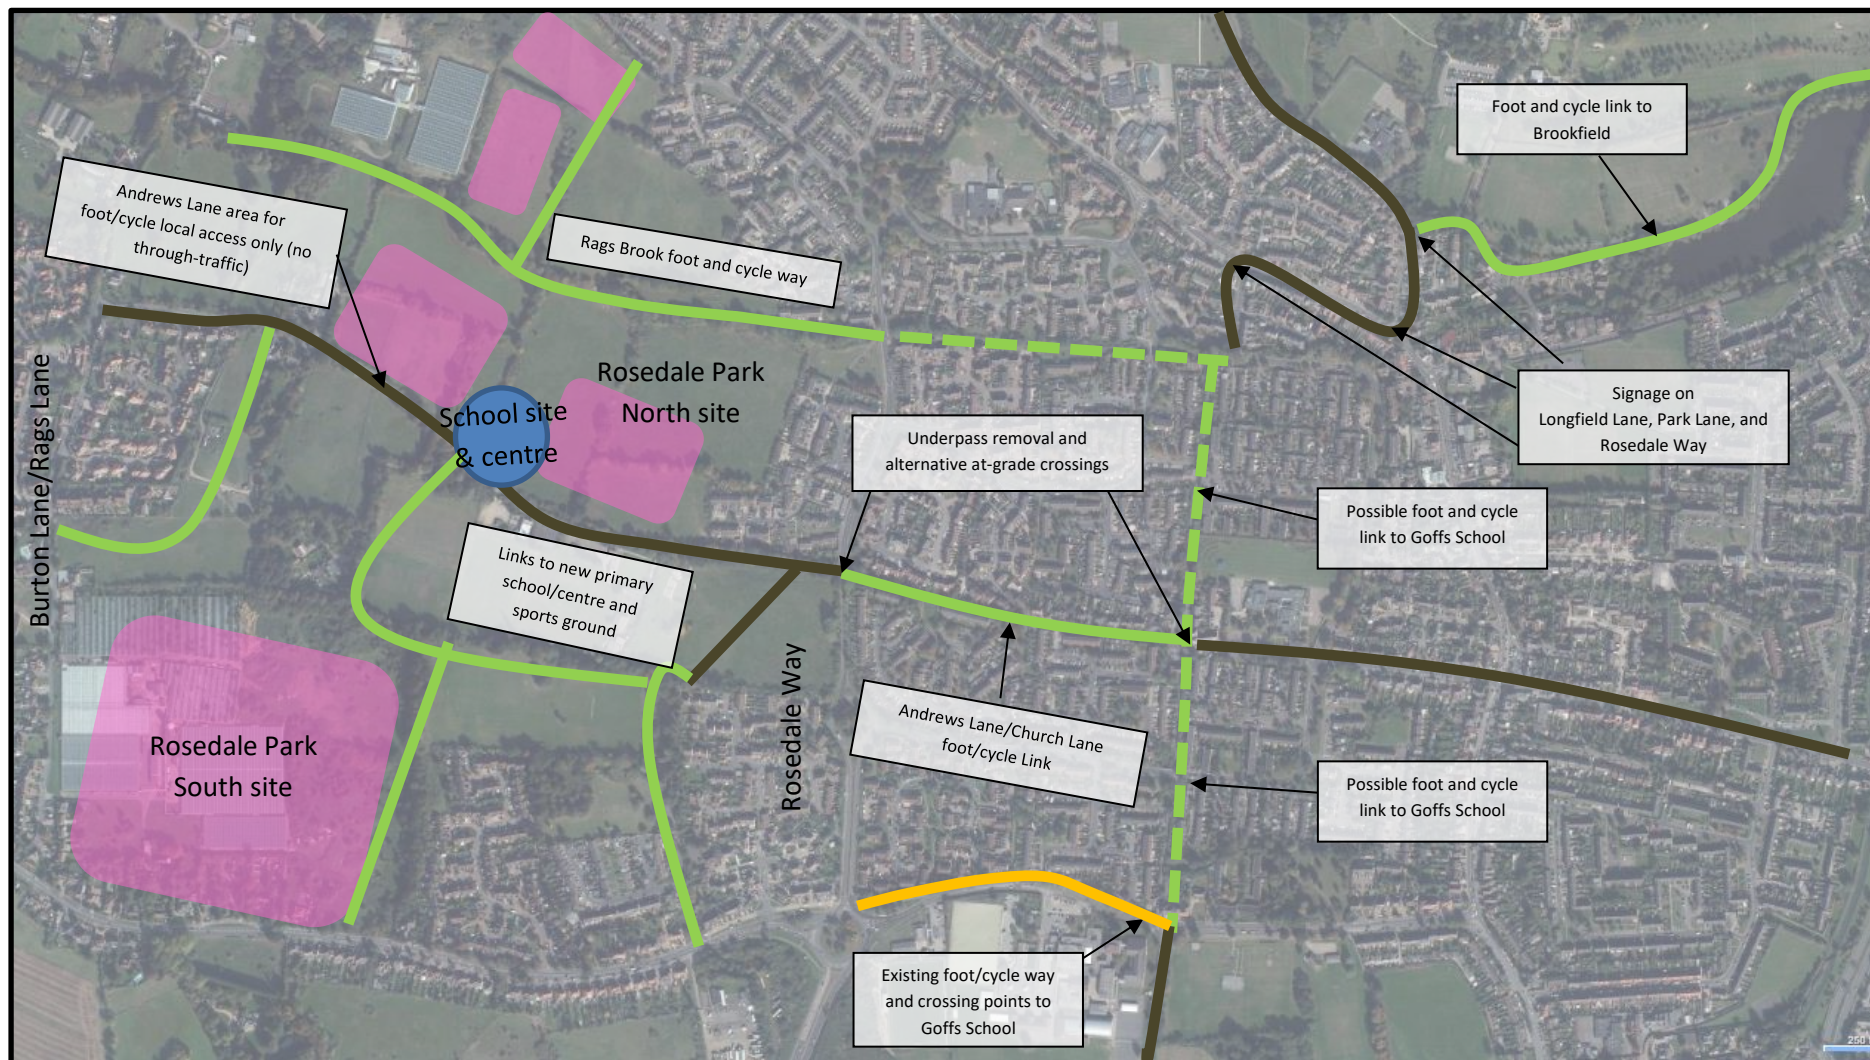 Foot and cycle link to
Brookfield
Andrews Lane area for
foot/cycle local access only (no
through-traffic)
Rags Brook foot and cycle way
Rosedale Park
North site
School site
& centre
Signage on
Longfield Lane, Park Lane, and
Rosedale Way
Underpass removal and
alternative at-grade crossings
Burton Lane/Rags Lane
Possible foot and cycle
link to Goffs School
Links to new primary
school/centre and
sports ground
Rosedale Way
Andrews Lane/Church Lane
foot/cycle Link
Rosedale Park
South site
Possible foot and cycle
link to Goffs School
Existing foot/cycle way
and crossing points to
Goffs School
250